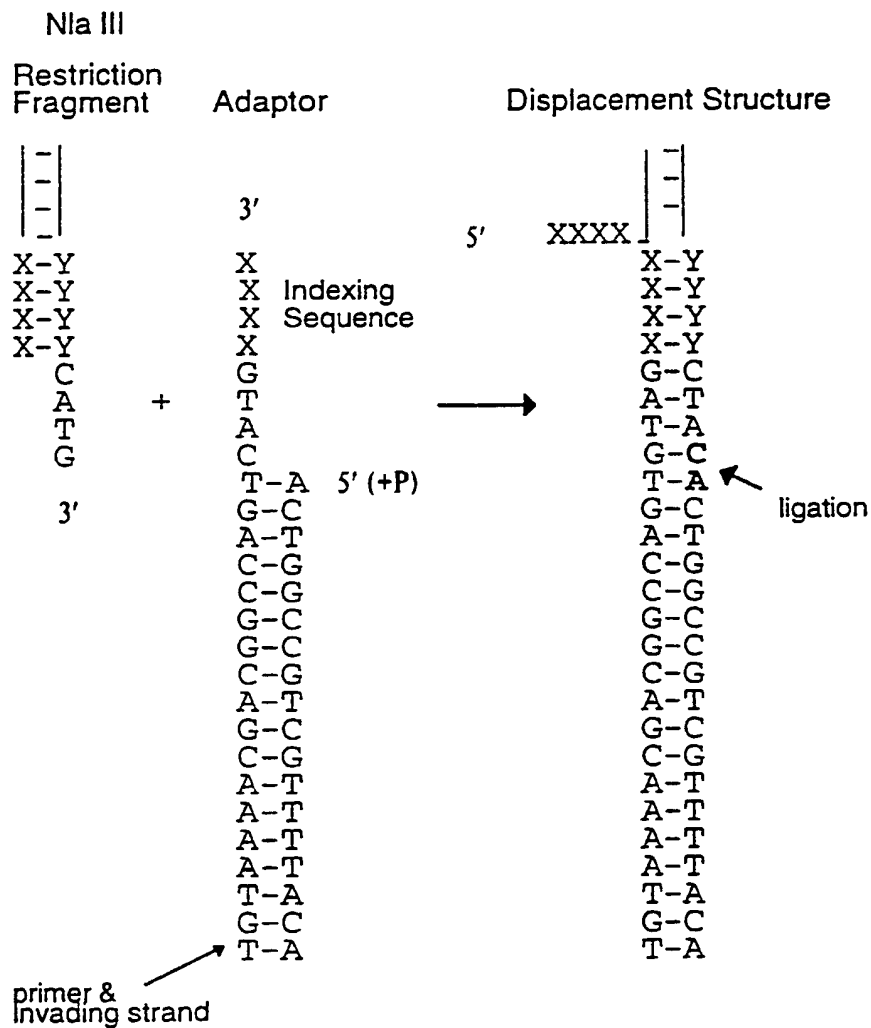 Nla III
Restriction
Fragment Adaptor Displacement Structure
3'
5' XXXX
X-Y X X-Y
X-Y X Indexing X-Y
X-Y X Sequence X-Y
X-Y X X-Y
C G G-C
A + T A-T
T A T-A
G C G-C
T-A 5' (+P) T-A
3' G-C G-C ligation
A-T A-T
C-G C-G
C-G C-G
G-C G-C
G-C G-C
C-G C-G
A-T A-T
G-C G-C
C-G C-G
A-T A-T
A-T A-T
A-T A-T
A-T A-T
T-A T-A
G-C G-C
T-A T-A
primer &
Invading strand